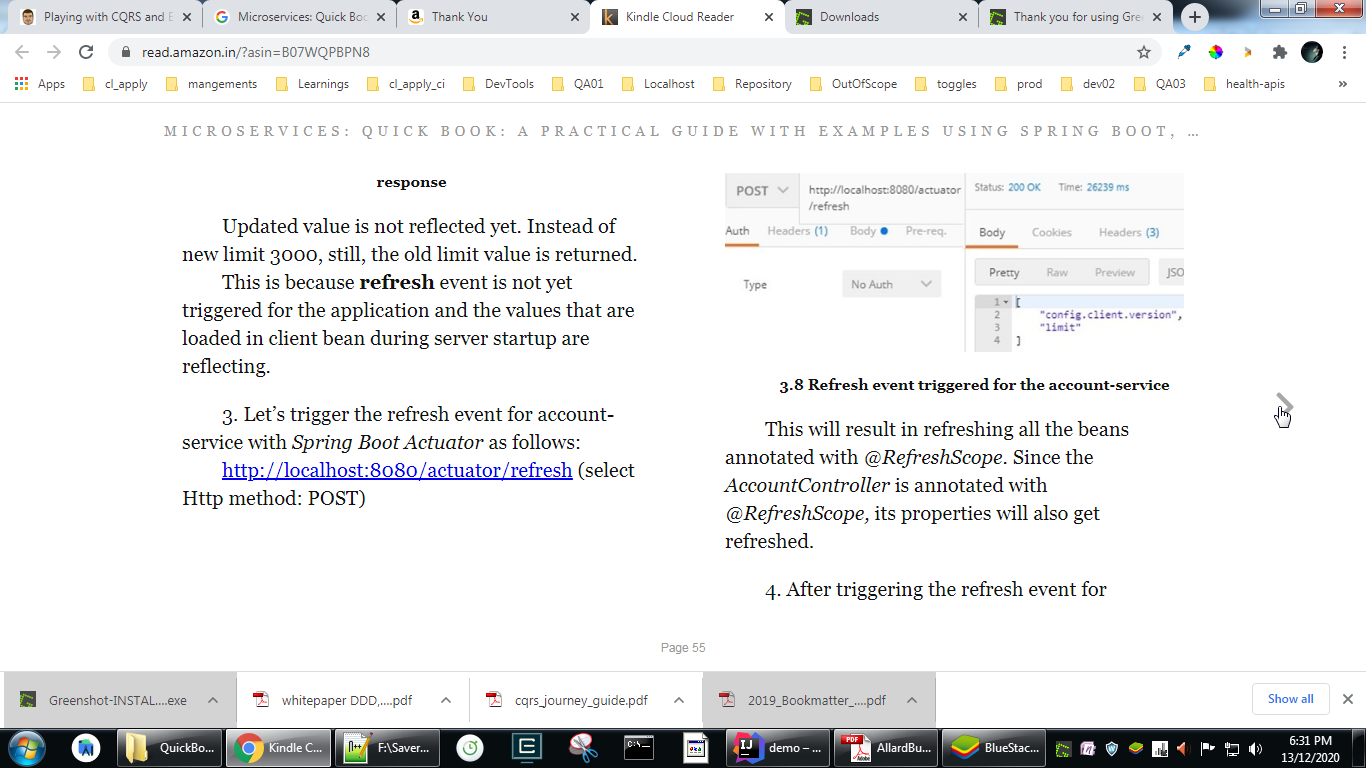 Playing with CQRS and E
Microservices: Quick Boo
Thank You
Kindle Cloud Reader
Downloads
Thank you for using Gre
read.amazon.in/?asin=B07WQPBPN8
Apps
cl_apply
mangements
Learnings
cl_apply_ci
DevTools
QA01
Localhost
Repository
OutOfScope
toggles
prod
dev02
QA03
health-apis
»
MICROSERVICES: QUICK BOOK: A PRACTICAL GUIDE WITH EXAMPLES USING SPRING BOOT, …
response
Updated value is not reflected yet. Instead of
new limit 3000, still, the old limit value is returned.
This is because refresh event is not yet
triggered for the application and the values that are
loaded in client bean during server startup are
reflecting.
3. Let’s trigger the refresh event for account-
service with Spring Boot Actuator as follows:
http://localhost:8080/actuator/refresh (select
Http method: POST)
POST
http://localhost:8080/actuator
/refresh
Status: 200 OK Time: 26239 ms
Auth Headers (1) Body Pre-req.
Body Cookies Headers (3)
Type No Auth
Pretty Raw Preview JSO
1 [
2 "config.client.version",
3 "limit"
4 ]
3.8 Refresh event triggered for the account-service
This will result in refreshing all the beans
annotated with @RefreshScope. Since the
AccountController is annotated with
@RefreshScope, its properties will also get
refreshed.
4. After triggering the refresh event for
Page 55
Greenshot-INSTAL....exe
whitepaper DDD,....pdf
cqrs_journey_guide.pdf
2019_Bookmatter_....pdf
Show all
QuickBo...
Kindle C...
F:\Saver...
demo – ...
AllardBu...
BlueStac...
6:31 PM
13/12/2020